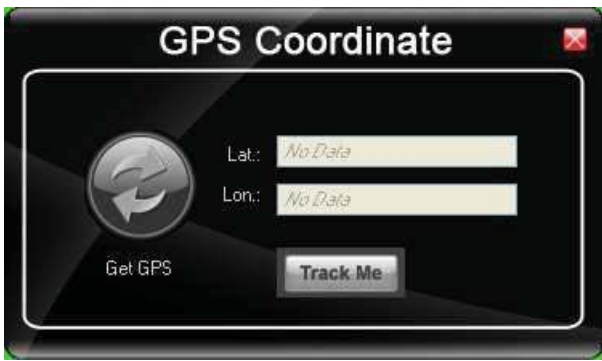 GPS Coordinate
Lat.: No Data
Lon.: No Data
Get GPS
Track Me